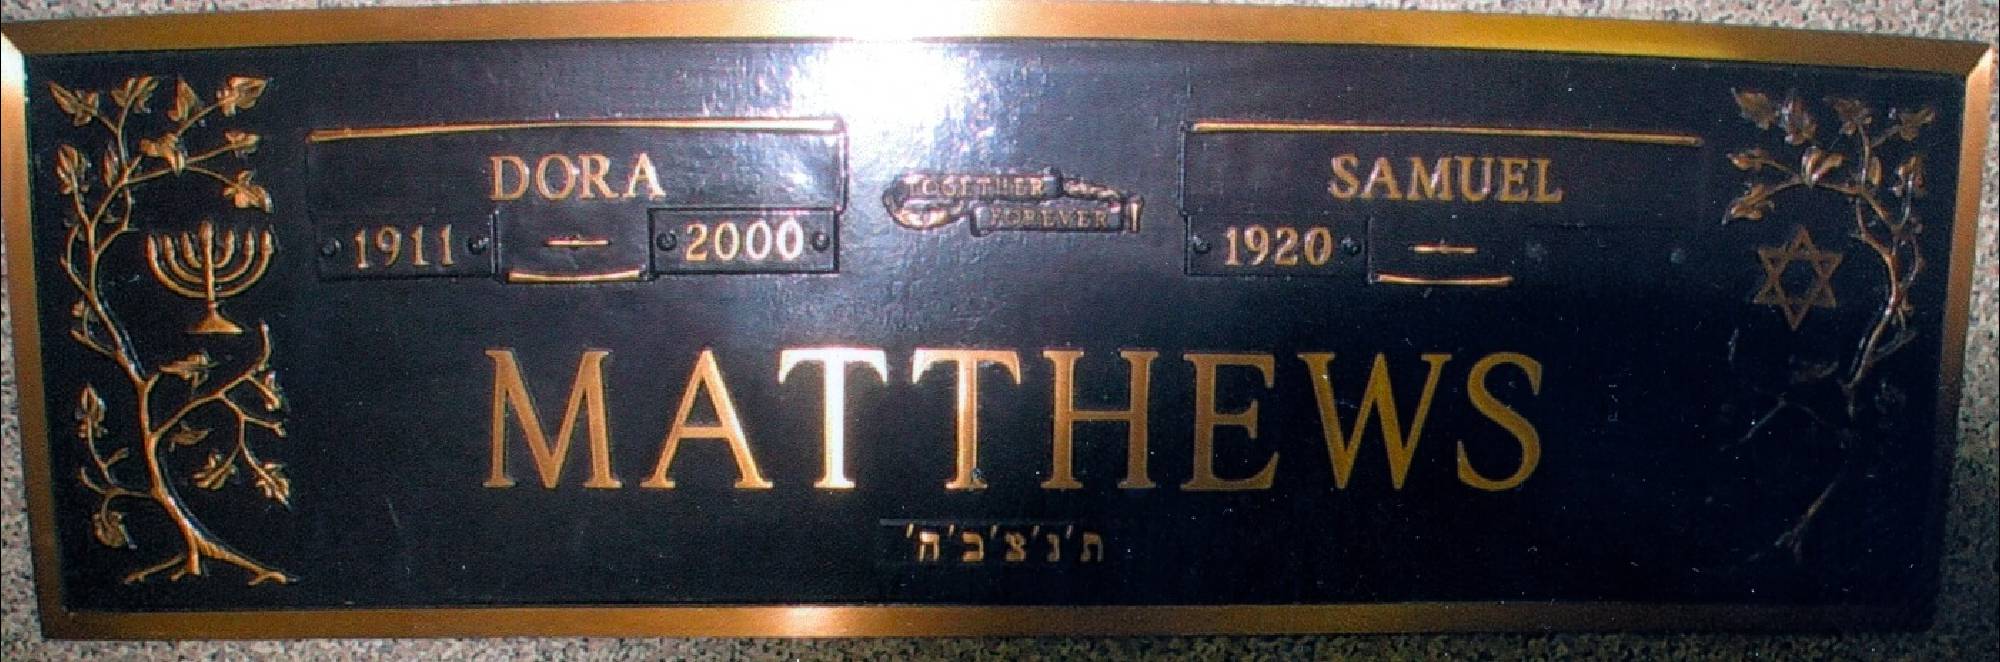 DORA
1911 — 2000
TOGETHER
FOREVER
SAMUEL
1920 —
MATTHEWS
ת'נ'צ'ב'ה'